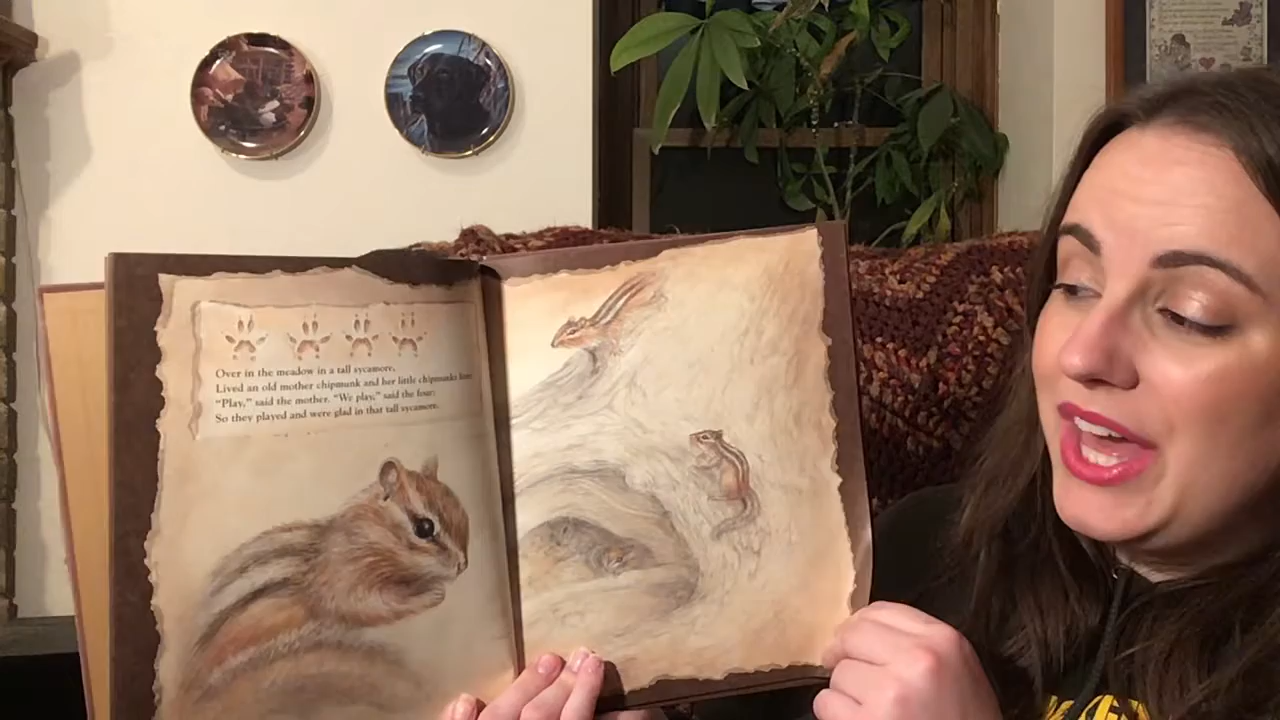 Over in the meadow in a tall sycamore,
Lived an old mother chipmunk and her little chipmunks four.
"Play," said the mother. "We play," said the four;
So they played and were glad in that tall sycamore.